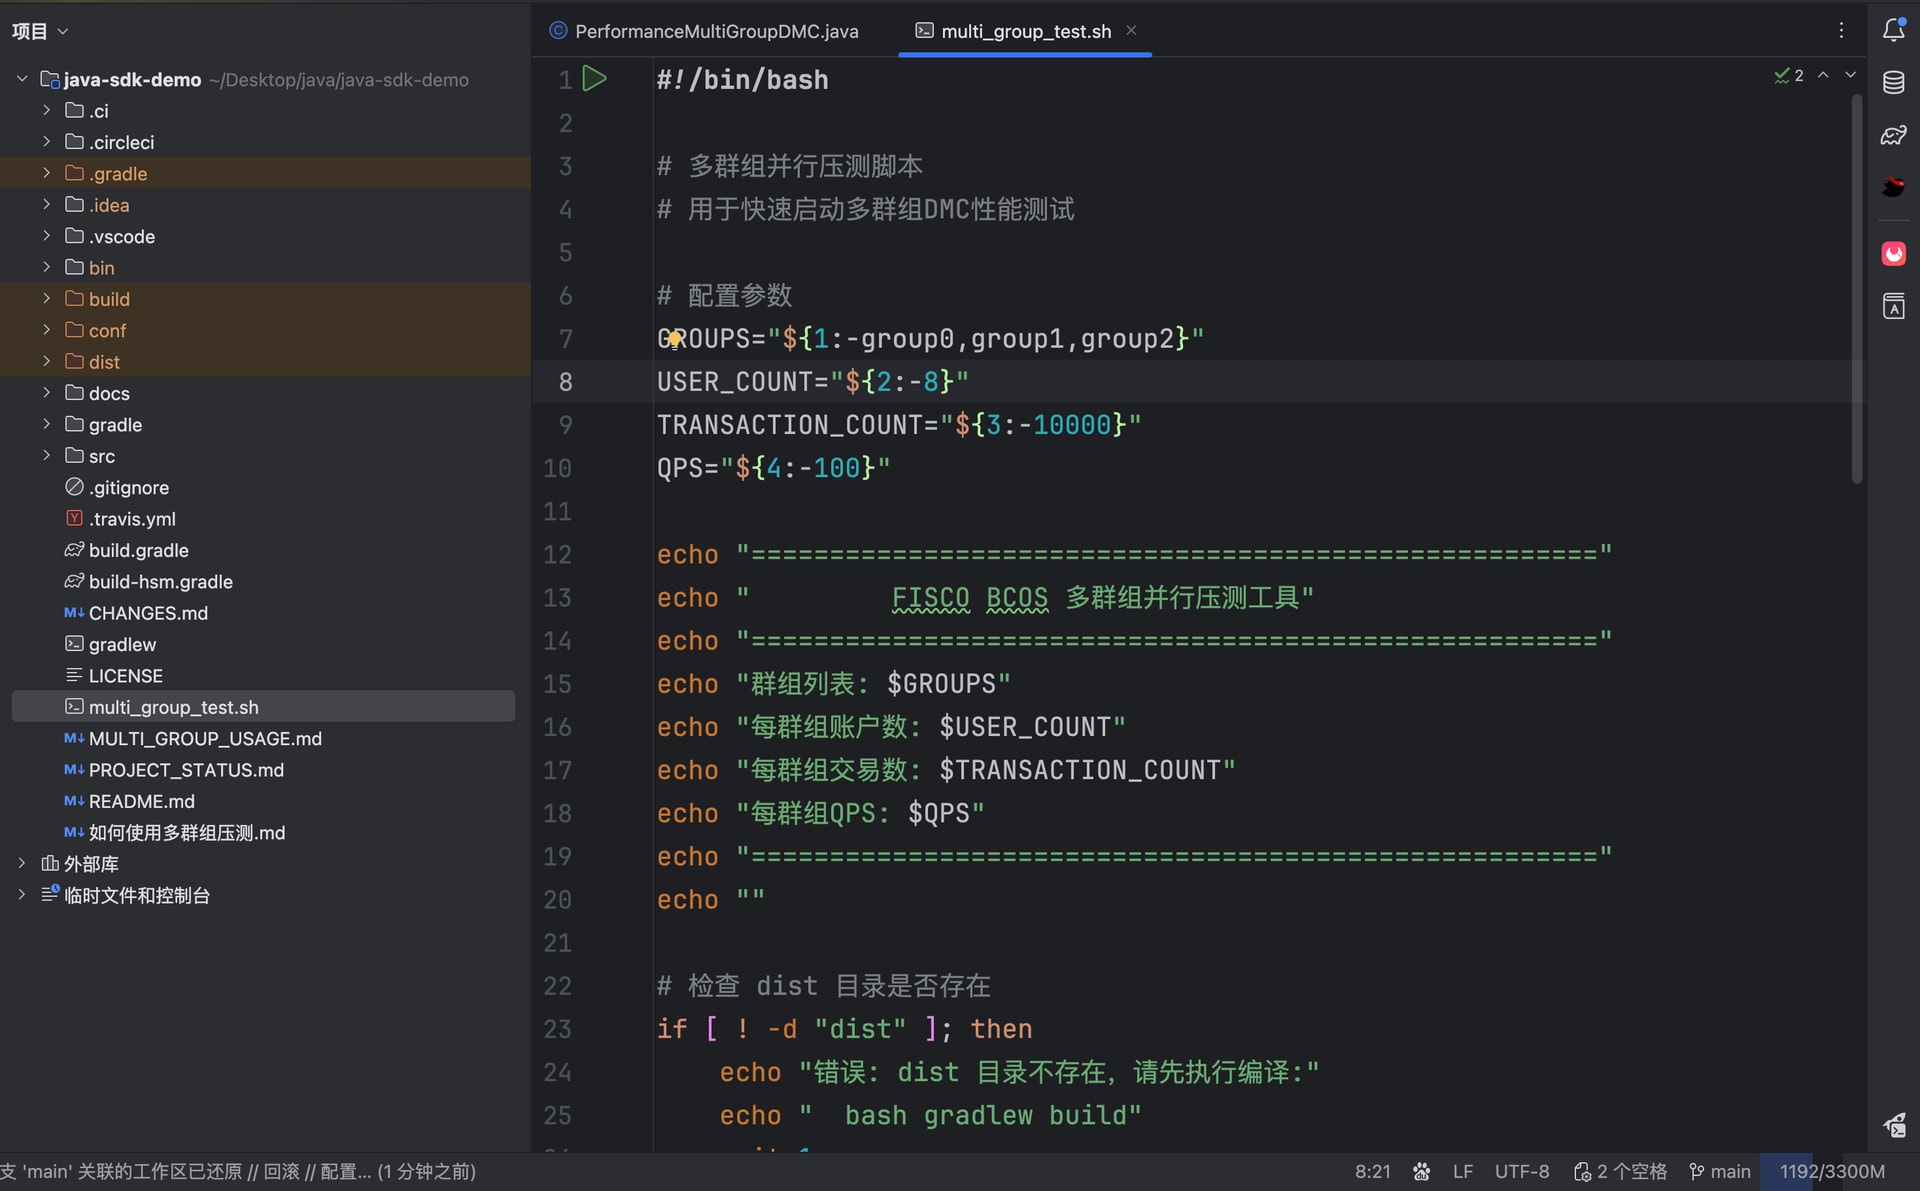 项目
java-sdk-demo ~/Desktop/java/java-sdk-demo
.ci
.circleci
.gradle
.idea
.vscode
bin
build
conf
dist
docs
gradle
src
.gitignore
.travis.yml
build.gradle
build-hsm.gradle
CHANGES.md
gradlew
LICENSE
multi_group_test.sh
MULTI_GROUP_USAGE.md
PROJECT_STATUS.md
README.md
如何使用多群组压测.md
外部库
临时文件和控制台
PerformanceMultiGroupDMC.java
multi_group_test.sh
2
1 #!/bin/bash
2
3 # 多群组并行压测脚本
4 # 用于快速启动多群组DMC性能测试
5
6 # 配置参数
7 GROUPS="${1:-group0,group1,group2}"
8 USER_COUNT="${2:-8}"
9 TRANSACTION_COUNT="${3:-10000}"
10 QPS="${4:-100}"
11
12 echo "======================================================"
13 echo "         FISCO BCOS 多群组并行压测工具"
14 echo "======================================================"
15 echo "群组列表: $GROUPS"
16 echo "每群组账户数: $USER_COUNT"
17 echo "每群组交易数: $TRANSACTION_COUNT"
18 echo "每群组QPS: $QPS"
19 echo "======================================================"
20 echo ""
21
22 # 检查 dist 目录是否存在
23 if [ ! -d "dist" ]; then
24     echo "错误: dist 目录不存在，请先执行编译:"
25     echo "  bash gradlew build"
支 'main' 关联的工作区已还原 // 回滚 // 配置... (1 分钟之前)
8:21 LF UTF-8 2 个空格 main 1192/3300M